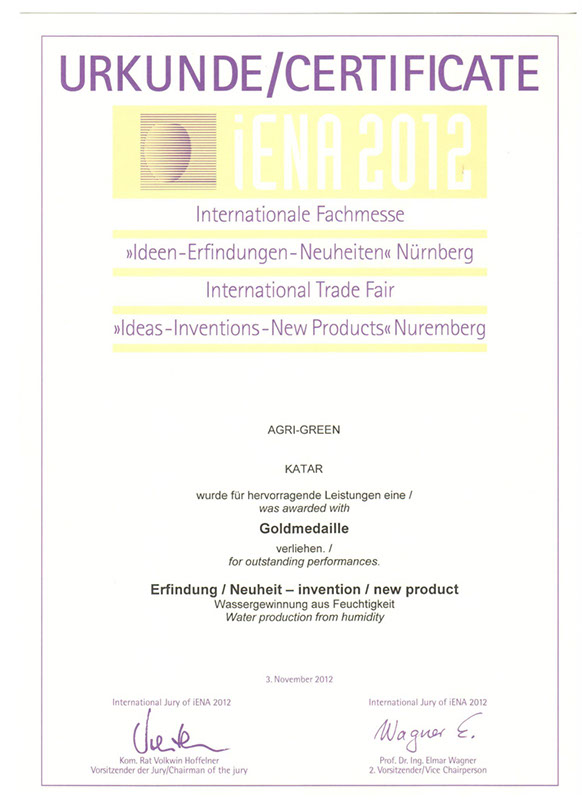 URKUNDE/CERTIFICATE
iENA 2012
Internationale Fachmesse
»Ideen-Erfindungen-Neuheiten« Nürnberg
International Trade Fair
»Ideas-Inventions-New Products« Nuremberg
AGRI-GREEN
KATAR
wurde für hervorragende Leistungen eine /
was awarded with
Goldmedaille
verliehen. /
for outstanding performances.
Erfindung / Neuheit – invention / new product
Wassergewinnung aus Feuchtigkeit
Water production from humidity
3. November 2012
International Jury of iENA 2012
Kom. Rat Volkwin Hoffelner
Vorsitzender der Jury/Chairman of the jury
International Jury of iENA 2012
Wagner E.
Prof. Dr. Ing. Elmar Wagner
2. Vorsitzender/Vice Chairperson